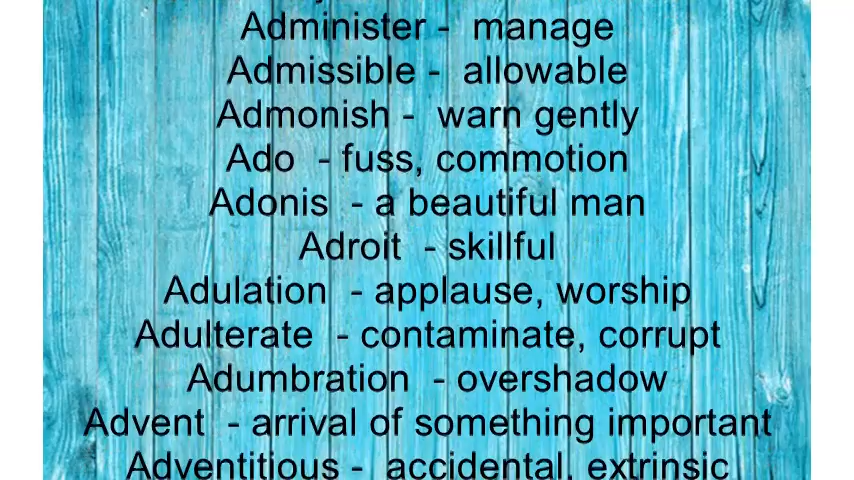 Administer -  manage
Admissible -  allowable
Admonish -  warn gently
Ado  - fuss, commotion
Adonis  - a beautiful man
Adroit  - skillful
Adulation  - applause, worship
Adulterate  - contaminate, corrupt
Adumbration  - overshadow
Advent  - arrival of something important
Adventitious -  accidental, extrinsic